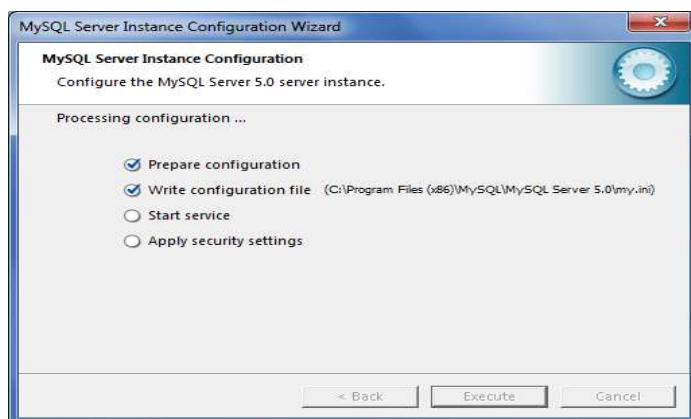 MySQL Server Instance Configuration Wizard
MySQL Server Instance Configuration
Configure the MySQL Server 5.0 server instance.
Processing configuration ...
Prepare configuration
Write configuration file (C:\Program Files (x86)\MySQL\MySQL Server 5.0\my.ini)
Start service
Apply security settings
< Back Execute Cancel